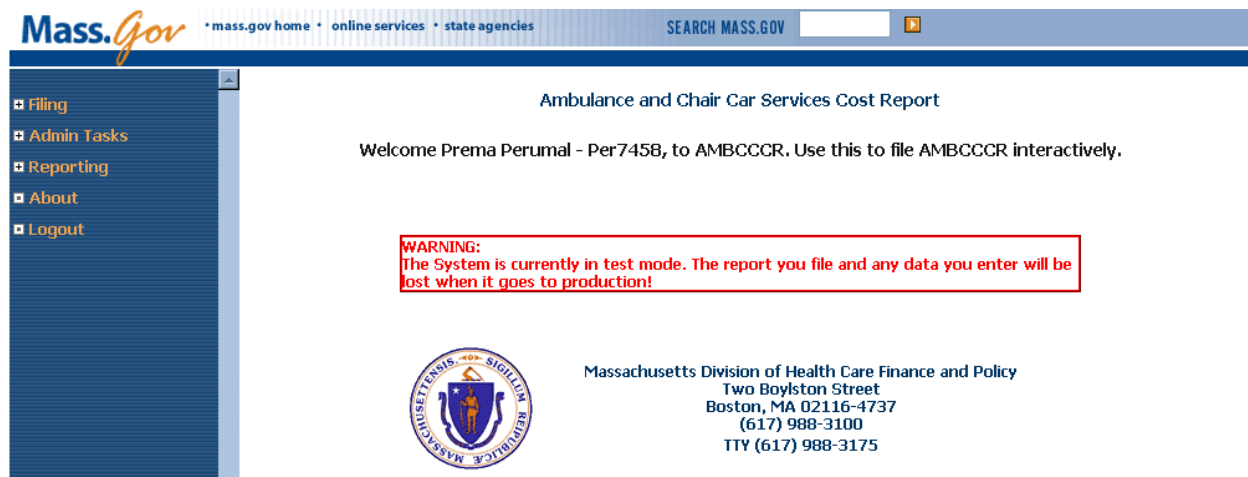 Mass.Gov
• mass.gov home • online services • state agencies
SEARCH MASS.GOV
Filing
Admin Tasks
Reporting
About
Logout
Ambulance and Chair Car Services Cost Report
Welcome Prema Perumal - Per7458, to AMBCCCR. Use this to file AMBCCCR interactively.
WARNING:
The System is currently in test mode. The report you file and any data you enter will be
lost when it goes to production!
SIGILLUM REIPUBLICÆ MASSACHUSETTENSIS.
Massachusetts Division of Health Care Finance and Policy
Two Boylston Street
Boston, MA 02116-4737
(617) 988-3100
TTY (617) 988-3175